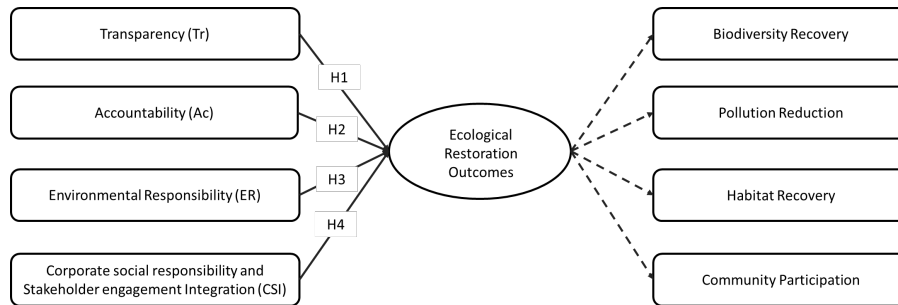 Transparency (Tr)
Accountability (Ac)
Environmental Responsibility (ER)
Corporate social responsibility and
Stakeholder engagement Integration (CSI)
H1
H2
H3
H4
Ecological
Restoration
Outcomes
Biodiversity Recovery
Pollution Reduction
Habitat Recovery
Community Participation